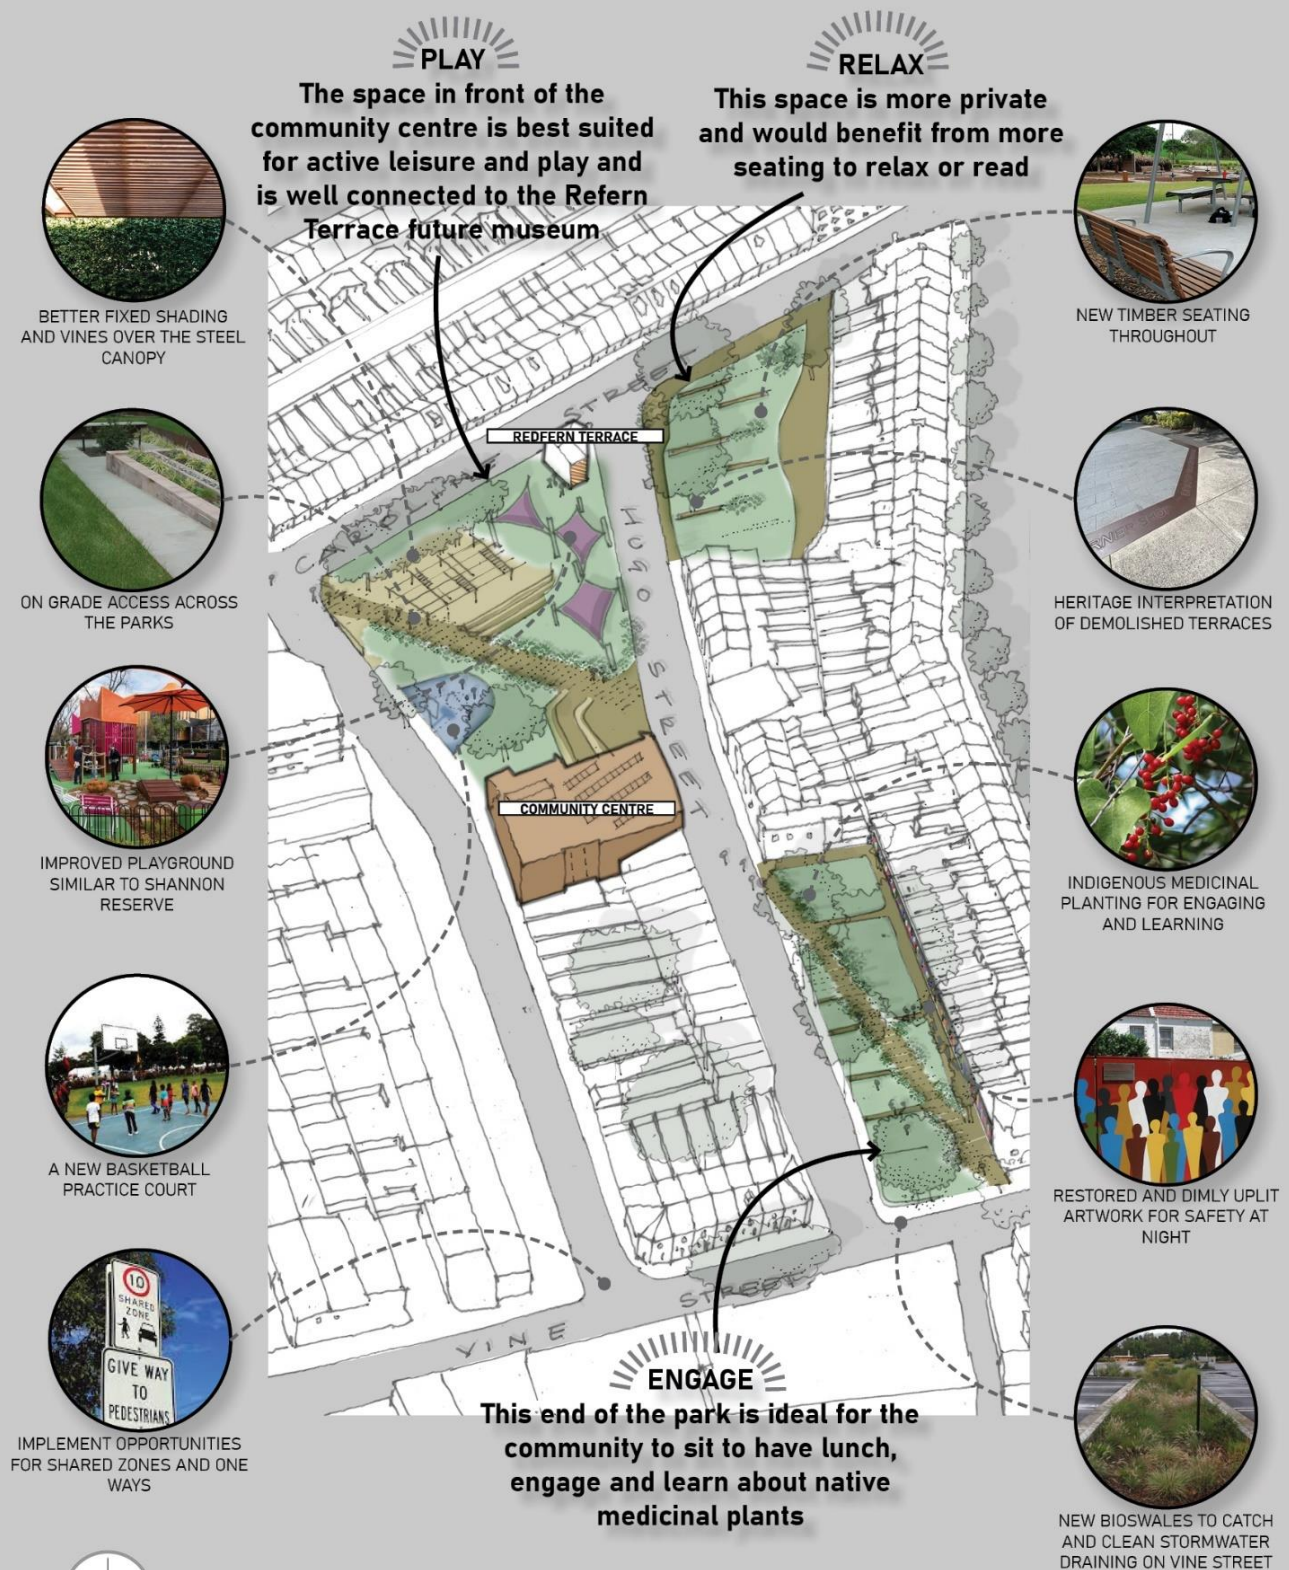 PLAY
The space in front of the
community centre is best suited
for active leisure and play and
is well connected to the Refern
Terrace future museum
RELAX
This space is more private
and would benefit from more
seating to relax or read
BETTER FIXED SHADING
AND VINES OVER THE STEEL
CANOPY
ON GRADE ACCESS ACROSS
THE PARKS
IMPROVED PLAYGROUND
SIMILAR TO SHANNON
RESERVE
A NEW BASKETBALL
PRACTICE COURT
10
SHARED
ZONE
GIVE WAY
TO
PEDESTRIANS
IMPLEMENT OPPORTUNITIES
FOR SHARED ZONES AND ONE
WAYS
STREET
REDFERN TERRACE
HUGO STREET
COMMUNITY CENTRE
VINE STREET
NEW TIMBER SEATING
THROUGHOUT
HERITAGE INTERPRETATION
OF DEMOLISHED TERRACES
INDIGENOUS MEDICINAL
PLANTING FOR ENGAGING
AND LEARNING
RESTORED AND DIMLY UPLIT
ARTWORK FOR SAFETY AT
NIGHT
NEW BIOSWALES TO CATCH
AND CLEAN STORMWATER
DRAINING ON VINE STREET
ENGAGE
This end of the park is ideal for the
community to sit to have lunch,
engage and learn about native
medicinal plants